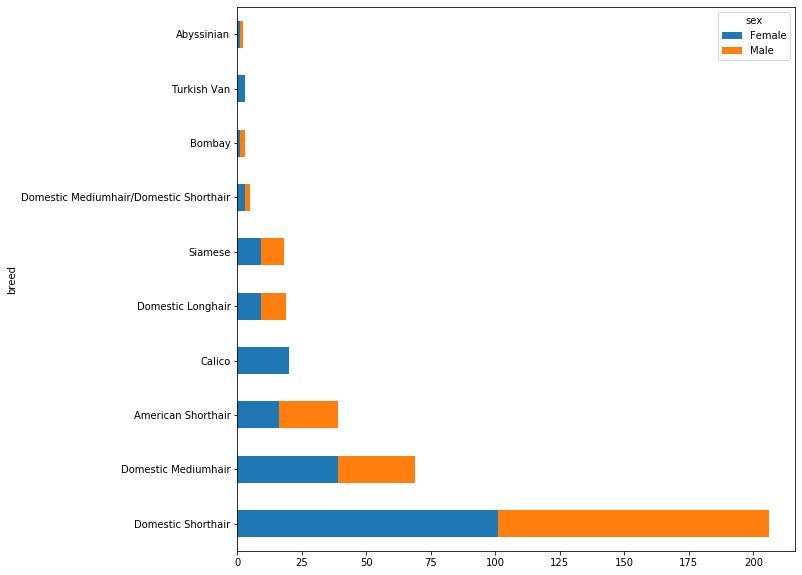 sex
Female
Male
Abyssinian
Turkish Van
Bombay
Domestic Mediumhair/Domestic Shorthair
Siamese
Domestic Longhair
Calico
American Shorthair
Domestic Mediumhair
Domestic Shorthair
breed
0 25 50 75 100 125 150 175 200